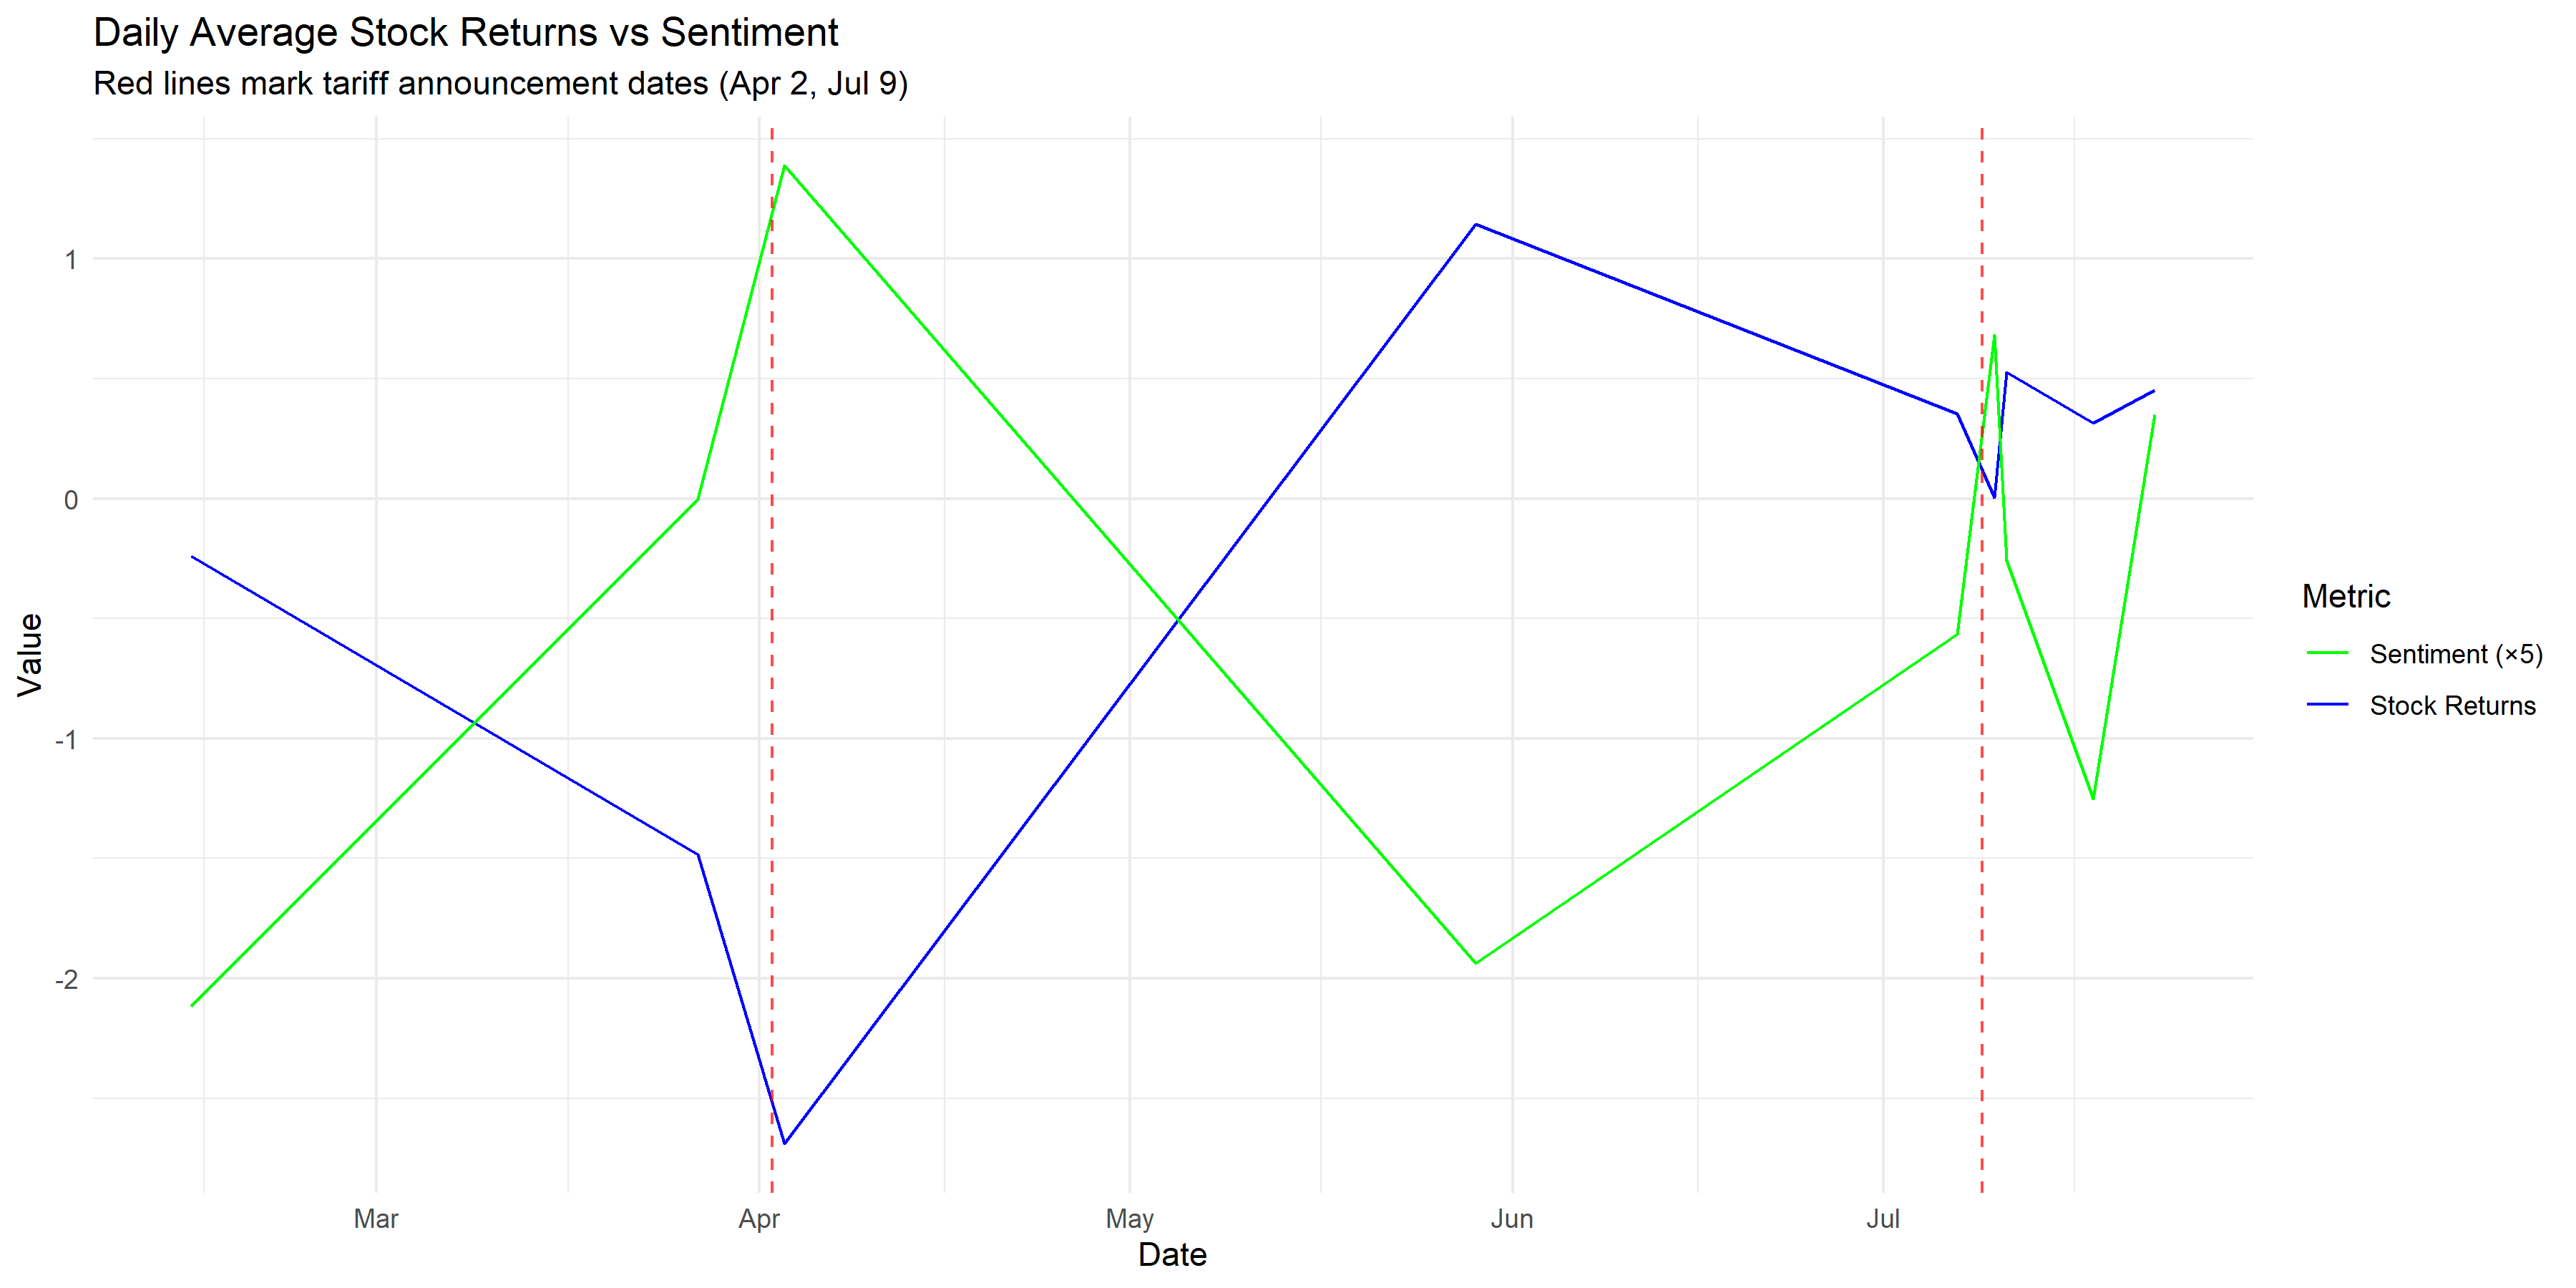 Daily Average Stock Returns vs Sentiment
Red lines mark tariff announcement dates (Apr 2, Jul 9)
Value
1
0
-1
-2
Mar
Apr
May
Jun
Jul
Date
Metric
Sentiment (×5)
Stock Returns